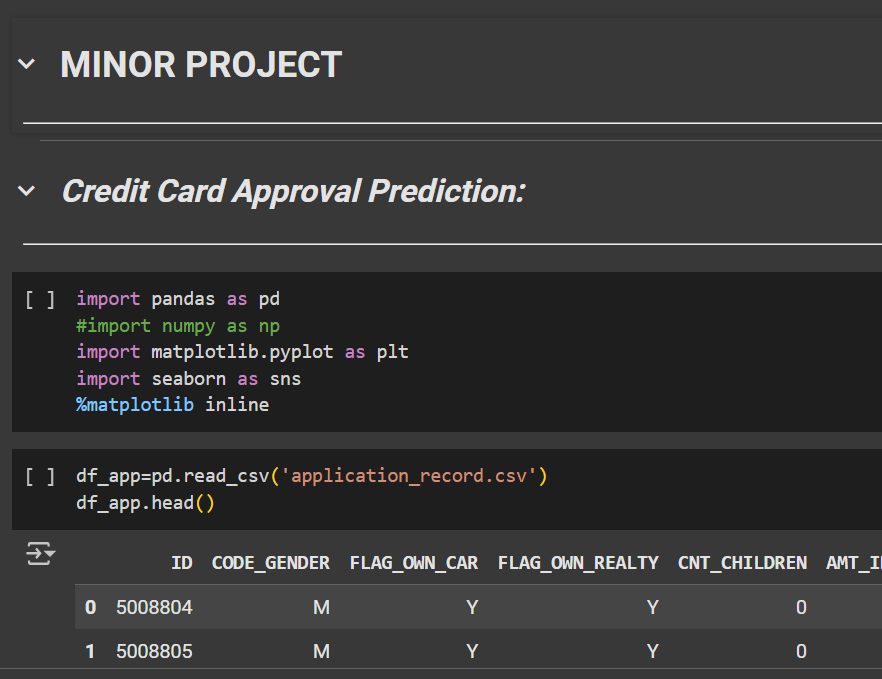 MINOR PROJECT
Credit Card Approval Prediction:
[ ] import pandas as pd
#import numpy as np
import matplotlib.pyplot as plt
import seaborn as sns
%matplotlib inline
[ ] df_app=pd.read_csv('application_record.csv')
df_app.head()
ID CODE_GENDER FLAG_OWN_CAR FLAG_OWN_REALTY CNT_CHILDREN
0 5008804 M Y Y 0
1 5008805 M Y Y 0